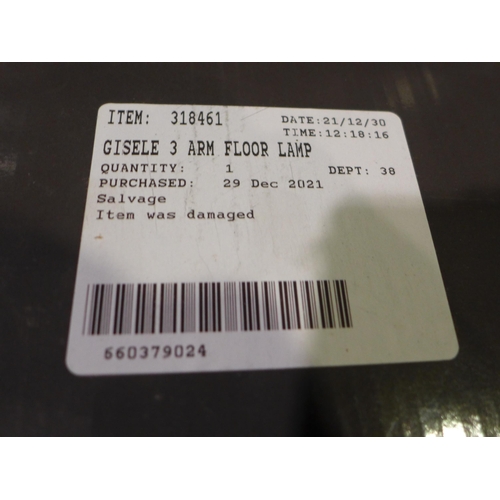 ITEM: 318461 DATE:21/12/30
TIME:12:18:16
GISELE 3 ARM FLOOR LAMP
QUANTITY: 1 DEPT: 38
PURCHASED: 29 Dec 2021
Salvage
Item was damaged
660379024